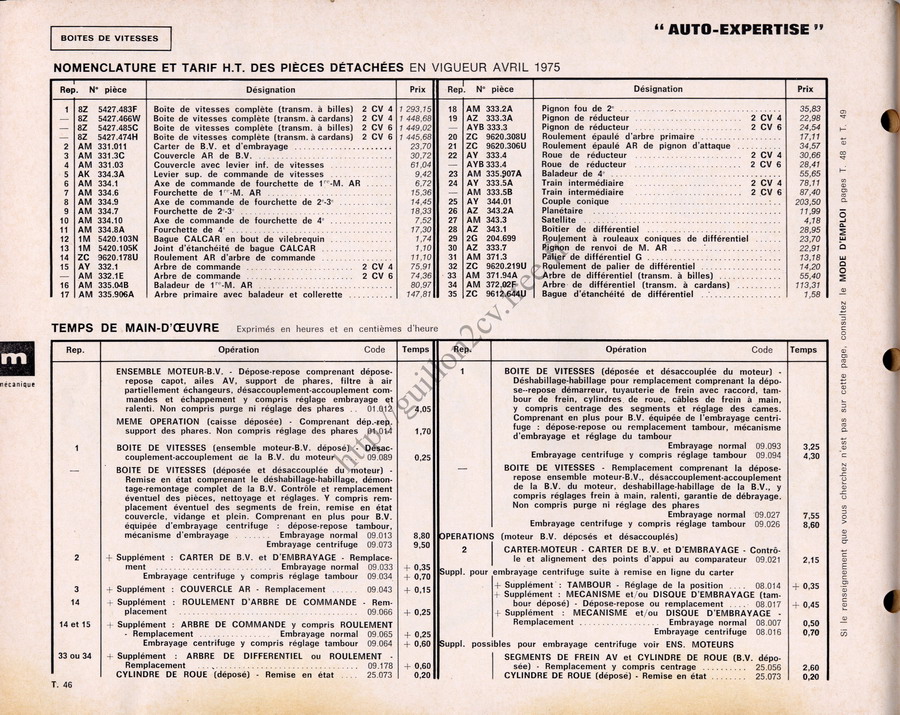 BOITES DE VITESSES
“ AUTO-EXPERTISE ”
NOMENCLATURE ET TARIF H.T. DES PIÈCES DÉTACHÉES EN VIGUEUR AVRIL 1975
Rep. N° pièce Désignation Prix
1 8Z 5427.483F Boite de vitesses complète (transm. à billes) 2 CV 4 1 293,15
— 8Z 5427.466W Boite de vitesses complète (transm. à cardans) 2 CV 4 1 448,68
— 8Z 5427.485C Boite de vitesses complète (transm. à billes) 2 CV 6 1 449,02
— 8Z 5427.474H Boite de vitesses complète (transm. à cardans) 2 CV 6 1 445,68
2 AM 331.011 Carter de B.V. et d'embrayage 23,70
3 AM 331.3C Couvercle AR de B.V. 30,72
4 AM 331.03 Couvercle avec levier inf. de vitesses 61,04
5 AK 334.3A Levier sup. de commande de vitesses 9,42
6 AM 334.1 Axe de commande de fourchette de 1re-M. AR 6,72
7 AM 334.6 Fourchette de 1re-M. AR 5,36
8 AM 334.9 Axe de commande de fourchette de 2e-3e 14,45
9 AM 334.7 Fourchette de 2e-3e 18,33
10 AM 334.10 Axe de commande de fourchette de 4e 7,52
11 AM 334.8A Fourchette de 4e 17,30
12 1M 5420.103N Bague CALCAR en bout de vilebrequin 1,74
13 1M 5420.105K Joint d'étanchéité de bague CALCAR 1,10
14 ZC 9620.178U Roulement AR d'arbre de commande 11,10
15 AY 332.1 Arbre de commande 2 CV 4 75,91
— AM 332.1E Arbre de commande 2 CV 6 74,36
16 AM 335.04B Baladeur de 1re-M. AR 80,97
17 AM 335.906A Arbre primaire avec baladeur et collerette 147,81
Rep. N° pièce Désignation Prix
18 AM 333.2A Pignon fou de 2e 35,83
19 AZ 333.3A Pignon de réducteur 2 CV 4 22,98
— AYB 333.3 Pignon de réducteur 2 CV 6 24,54
20 ZC 9620.308U Roulement épaulé d'arbre primaire 17,11
21 ZC 9620.306U Roulement épaulé AR de pignon d'attaque 34,57
22 AY 333.4 Roue de réducteur 2 CV 4 30,66
— AYB 333.4 Roue de réducteur 2 CV 6 28,41
23 AM 335.907A Baladeur de 4e 55,65
24 AY 333.5A Train intermédiaire 2 CV 4 78,11
— AM 333.5B Train intermédiaire 2 CV 6 87,40
25 AY 344.01 Couple conique 203,50
26 AZ 343.2A Planétaire 11,99
27 AM 343.3 Satellite 4,18
28 AZ 343.1 Boitier de différentiel 28,95
29 2G 204.699 Roulement à rouleaux coniques de différentiel 23,70
30 AZ 333.7 Pignon de renvoi de M. AR 22,91
31 AM 371.3 Palier de différentiel G 13,18
32 ZC 9620.219U Roulement de palier de différentiel 14,20
33 AM 371.94A Arbre de différentiel (transm. à billes) 55,40
34 AM 372.02F Arbre de différentiel (transm. à cardans) 113,31
35 ZC 9612.644U Bague d'étanchéité de différentiel 1,58
TEMPS DE MAIN-D'ŒUVRE Exprimés en heures et en centièmes d'heure
Rep. Opération Code Temps
ENSEMBLE MOTEUR-B.V. - Dépose-repose comprenant dépose-
repose capot, ailes AV, support de phares, filtre à air
partiellement échangeurs, désaccouplement-accouplement com-
mandes et échappement y compris réglage embrayage et
ralenti. Non compris purge ni réglage des phares 01.012 4,05
MEME OPERATION (caisse déposée) - Comprenant dép.-rep.
support des phares. Non compris réglage des phares 01.014 1,70
1 BOITE DE VITESSES (ensemble moteur-B.V. déposé) - Désac-
couplement-accouplement de la B.V. du moteur 09.089 0,25
— BOITE DE VITESSES (déposée et désaccouplée du moteur) -
Remise en état comprenant le déshabillage-habillage, démon-
tage-remontage complet de la B.V. Contrôle et remplacement
éventuel des pièces, nettoyage et réglages. Y compris rem-
placement éventuel des segments de frein, remise en état
couvercle, vidange et plein. Comprenant en plus pour B.V.
équipée d'embrayage centrifuge : dépose-repose tambour,
mécanisme d'embrayage Embrayage normal 09.013 8,80
Embrayage centrifuge 09.073 9,50
2 + Supplément : CARTER DE B.V. et D'EMBRAYAGE - Remplace-
ment Embrayage normal 09.033 + 0,35
Embrayage centrifuge y compris réglage tambour 09.034 + 0,70
3 + Supplément : COUVERCLE AR - Remplacement 09.043 + 0,15
14 + Supplément : ROULEMENT D'ARBRE DE COMMANDE - Rem-
placement 09.066 + 0,25
14 et 15 + Supplément : ARBRE DE COMMANDE y compris ROULEMENT
- Remplacement Embrayage normal 09.065 + 0,25
Embrayage centrifuge y compris réglage tambour 09.064 + 0,60
33 ou 34 + Supplément : ARBRE DE DIFFERENTIEL ou ROULEMENT -
Remplacement 09.178 + 0,60
CYLINDRE DE ROUE (déposé) - Remise en état 25.073 0,20
Rep. Opération Code Temps
1 BOITE DE VITESSES (déposée et désaccouplée du moteur) -
Déshabillage-habillage pour remplacement comprenant la dépo-
se-repose démarreur, tuyauterie de frein avec raccord, tam-
bour de frein, cylindres de roue, câbles de frein à main,
y compris centrage des segments et réglage des cames.
Comprenant en plus pour B.V. équipée de l'embrayage centri-
fuge : dépose-repose ou remplacement tambour, mécanisme
d'embrayage et réglage du tambour
Embrayage normal 09.093 3,25
Embrayage centrifuge y compris réglage tambour 09.094 4,30
— BOITE DE VITESSES - Remplacement comprenant la dépose-
repose ensemble moteur-B.V., désaccouplement-accouplement
de la B.V. du moteur, deshabillage-habillage de la B.V., y
compris réglages frein à main, ralenti, garantie de débrayage.
Non compris purge ni réglage des phares
Embrayage normal 09.027 7,55
Embrayage centrifuge y compris réglage tambour 09.026 8,60
OPERATIONS (moteur B.V. déposés et désaccouplés)
2 CARTER-MOTEUR - CARTER DE B.V. et D'EMBRAYAGE - Contrô-
le et alignement des points d'appui au comparateur 09.021 2,15
Suppl. pour embrayage centrifuge suite à remise en ligne du carter
+ Supplément : TAMBOUR - Réglage de la position 08.014 + 0,35
+ Supplément : MECANISME et/ou DISQUE D'EMBRAYAGE (tam-
bour déposé) - Dépose-repose ou remplacement 08.017 + 0,45
+ Supplément : MECANISME et/ou DISQUE D'EMBRAYAGE -
Remplacement Embrayage normal 08.007 0,50
Embrayage centrifuge 08.016 0,70
Suppl. possibles pour embrayage centrifuge voir ENS. MOTEURS
SEGMENTS DE FREIN AV et CYLINDRE DE ROUE (B.V. dépo-
sée) - Remplacement y compris centrage 25.056 2,60
CYLINDRE DE ROUE (déposé) - Remise en état 25.073 0,20
T. 46
m
mécanique
Si le renseignement que vous cherchez n'est pas sur cette page, consultez le MODE D'EMPLOI pages T. 48 et T. 49